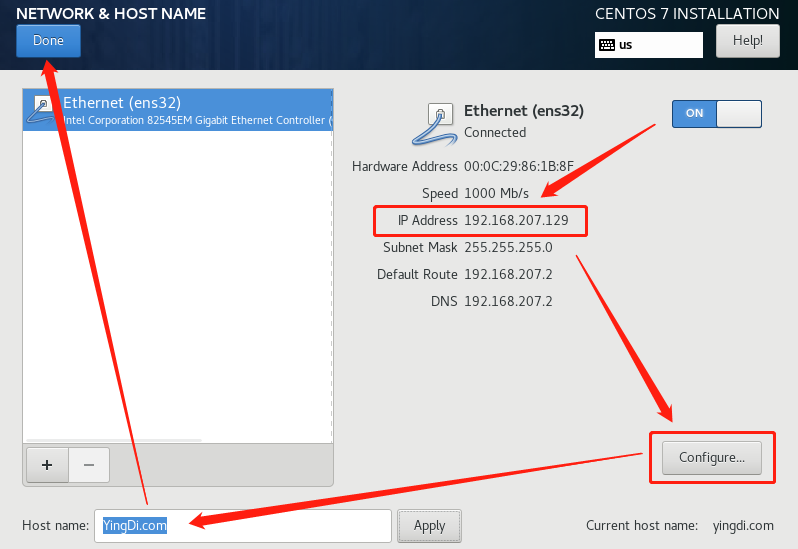 NETWORK & HOST NAME
CENTOS 7 INSTALLATION
Done
us
Help!
Ethernet (ens32)
Intel Corporation 82545EM Gigabit Ethernet Controller (
Ethernet (ens32)
Connected
ON
Hardware Address 00:0C:29:86:1B:8F
Speed 1000 Mb/s
IP Address 192.168.207.129
Subnet Mask 255.255.255.0
Default Route 192.168.207.2
DNS 192.168.207.2
+ −
Configure...
Host name: YingDi.com Apply
Current host name: yingdi.com